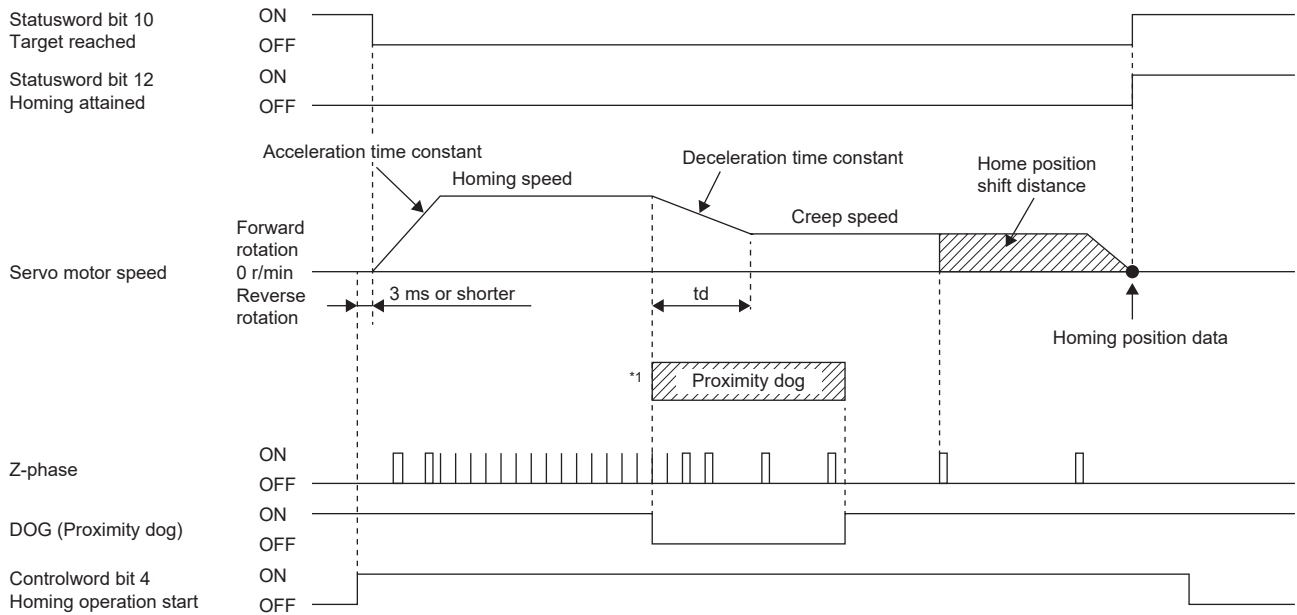 Statusword bit 10
Target reached
ON
OFF
Statusword bit 12
Homing attained
ON
OFF
Acceleration time constant
Homing speed
Deceleration time constant
Home position
shift distance
Creep speed
Servo motor speed
Forward
rotation
0 r/min
Reverse
rotation
3 ms or shorter
td
Homing position data
*1
Proximity dog
Z-phase
ON
OFF
DOG (Proximity dog)
ON
OFF
Controlword bit 4
Homing operation start
ON
OFF